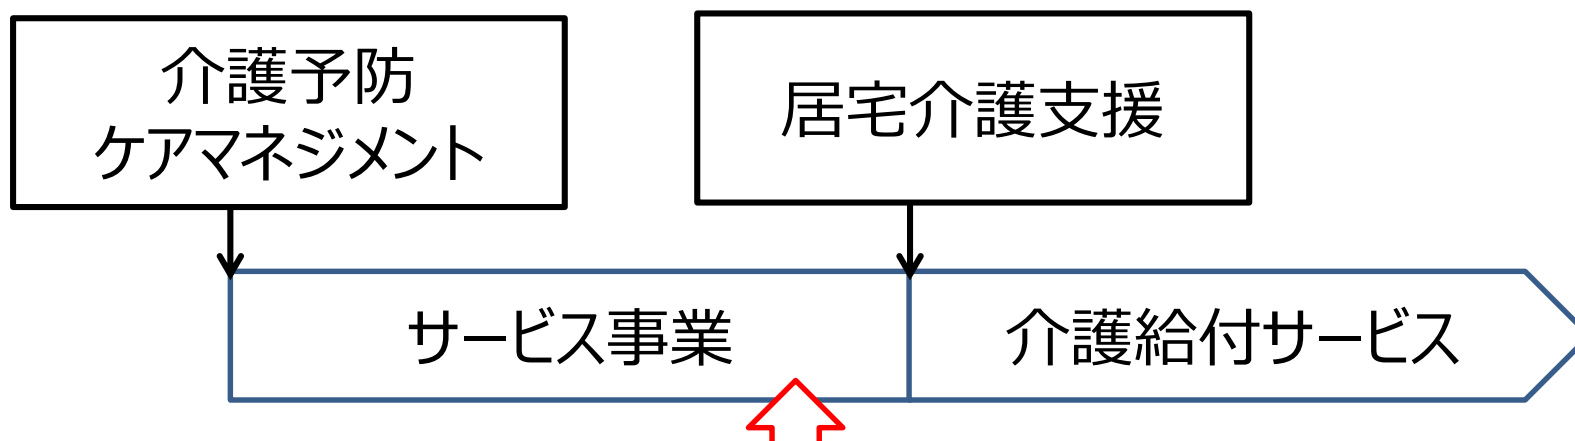 介護予防
ケアマネジメント
居宅介護支援
サービス事業
介護給付サービス